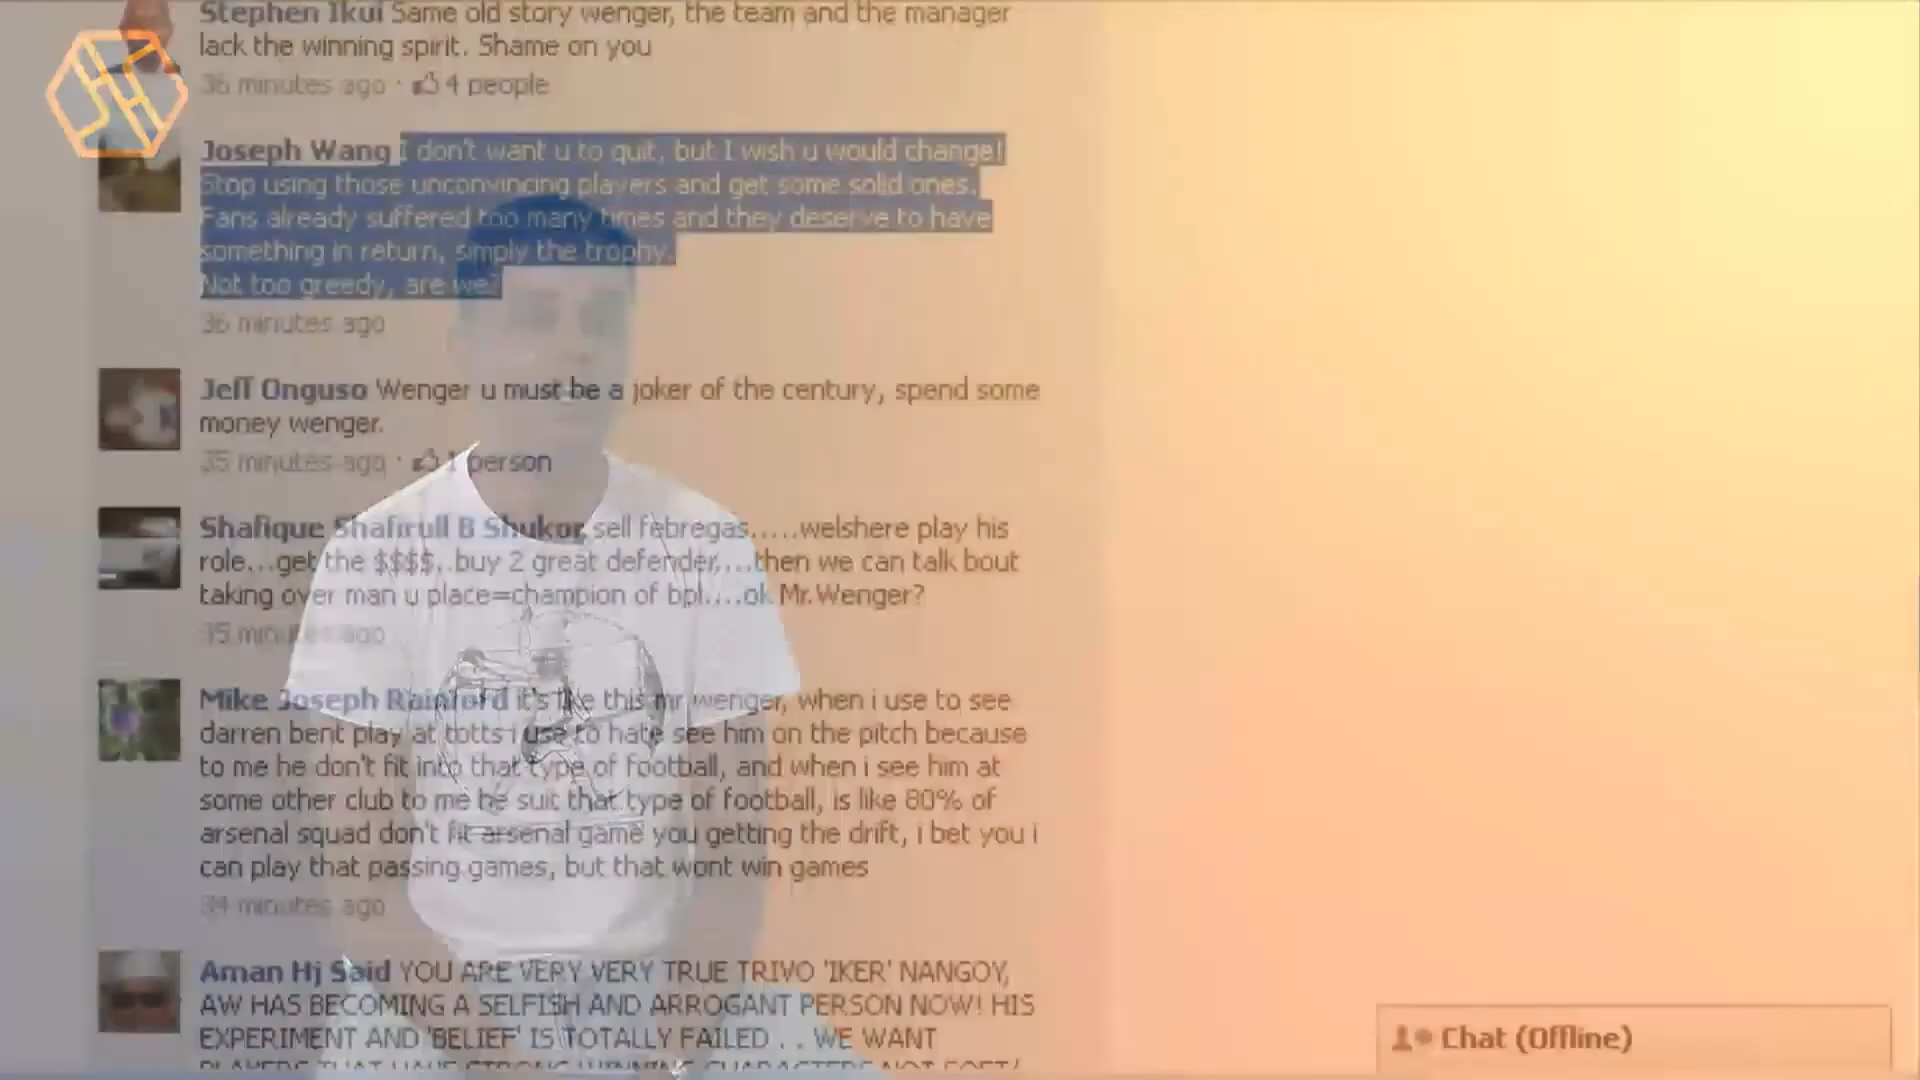 Stephen Ikui Same old story wenger, the team and the manager
lack the winning spirit. Shame on you
36 minutes ago · 4 people
Joseph Wang I don't want u to quit, but I wish u would change!
Stop using those unconvincing players and get some solid ones.
Fans already suffered too many times and they deserve to have
something in return, simply the trophy.
Not too greedy, are we?
36 minutes ago
Jeff Onguso Wenger u must be a joker of the century, spend some
money wenger.
35 minutes ago · 1 person
Shafique Shafirull B Shukor sell febregas.....welshere play his
role...get the $$$$..buy 2 great defender....then we can talk bout
taking over man u place=champion of bpl....ok Mr.Wenger?
35 minutes ago
Mike Joseph Rainford it's like this mr wenger, when i use to see
darren bent play at totts i use to hate see him on the pitch because
to me he don't fit into that type of football, and when i see him at
some other club to me he suit that type of football, is like 80% of
arsenal squad don't fit arsenal game you getting the drift, i bet you i
can play that passing games, but that wont win games
34 minutes ago
Aman Hj Said YOU ARE VERY VERY TRUE TRIVO 'IKER' NANGOY,
AW HAS BECOMING A SELFISH AND ARROGANT PERSON NOW! HIS
EXPERIMENT AND 'BELIEF' IS TOTALLY FAILED . . WE WANT
PLAYERS THAT HAVE STRONG WINNING CHARACTERS NOT SOFT/
Chat (Offline)